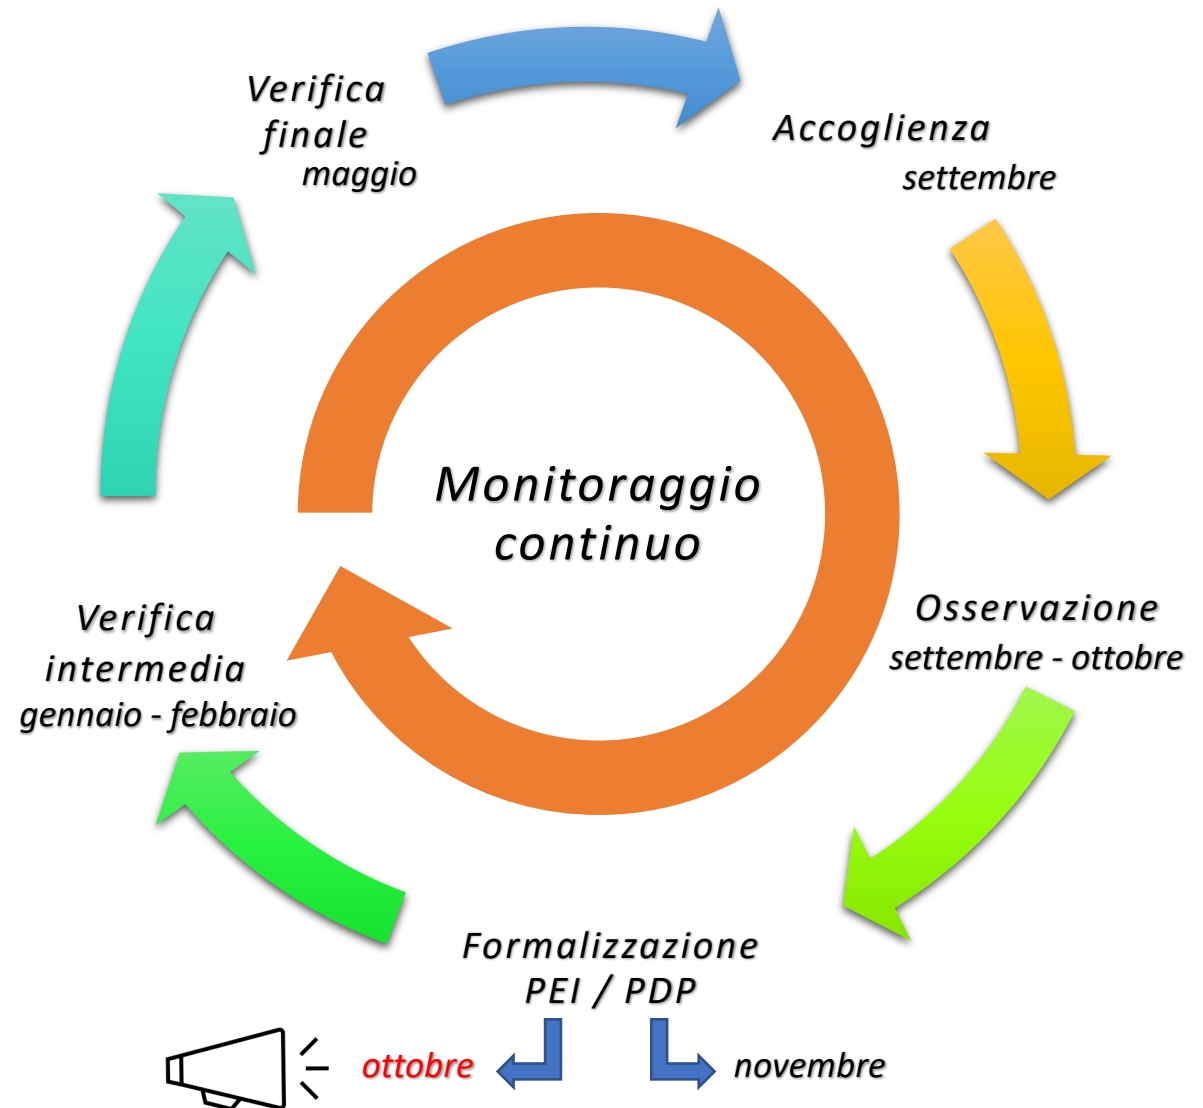 Verifica
finale
maggio
Accoglienza
settembre
Monitoraggio
continuo
Osservazione
settembre - ottobre
Verifica
intermedia
gennaio - febbraio
Formalizzazione
PEI / PDP
ottobre
novembre